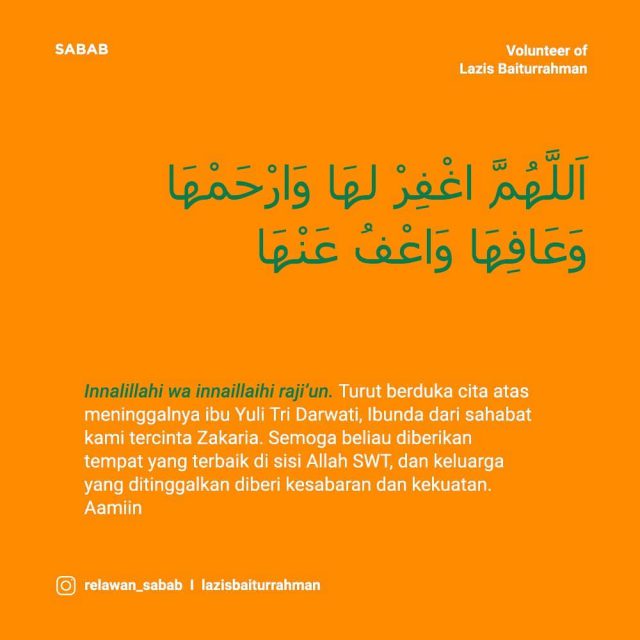 SABAB
Volunteer of
Lazis Baiturrahman
اَللَّهُمَّ اغْفِرْ لهَا وَارْحَمْهَا
وَعَافِهَا وَاعْفُ عَنْهَا
Innalillahi wa innaillaihi raji’un. Turut berduka cita atas
meninggalnya ibu Yuli Tri Darwati, Ibunda dari sahabat
kami tercinta Zakaria. Semoga beliau diberikan
tempat yang terbaik di sisi Allah SWT, dan keluarga
yang ditinggalkan diberi kesabaran dan kekuatan.
Aamiin
relawan_sabab I lazisbaiturrahman